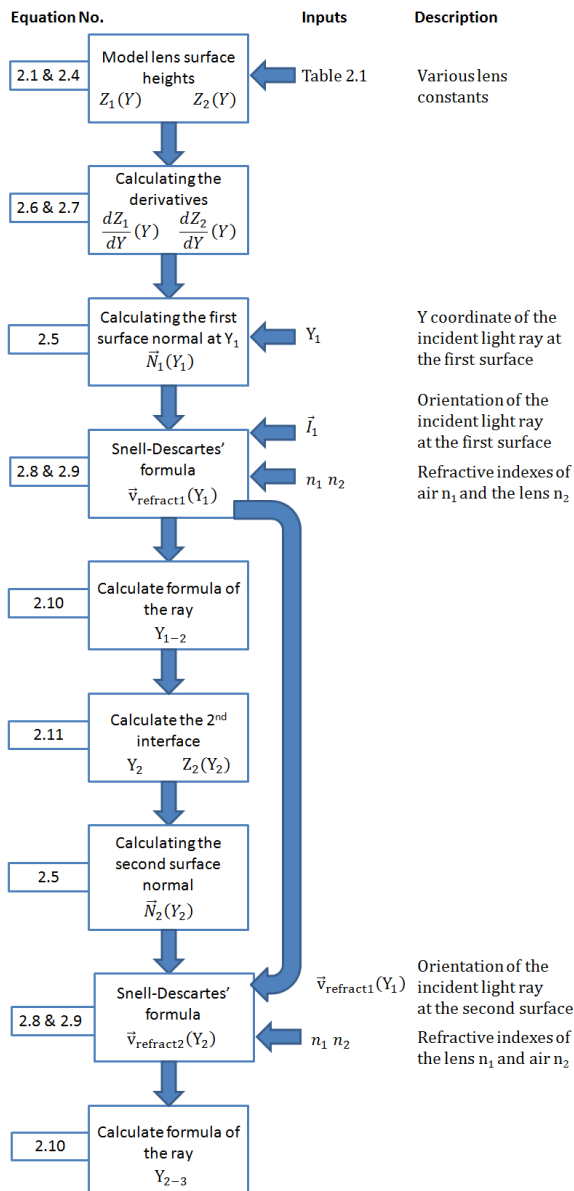 Equation No. Inputs Description
2.1 & 2.4
Model lens surface
heights
Z₁(Y) Z₂(Y)
Table 2.1
Various lens
constants
2.6 & 2.7
Calculating the
derivatives
dZ₁/dY (Y) dZ₂/dY (Y)
2.5
Calculating the first
surface normal at Y₁
N⃗₁(Y₁)
Y₁
Y coordinate of the
incident light ray at
the first surface
2.8 & 2.9
Snell-Descartes’
formula
v⃗refract1(Y₁)
I⃗₁
Orientation of the
incident light ray
at the first surface
n₁ n₂
Refractive indexes of
air n₁ and the lens n₂
2.10
Calculate formula of
the ray
Y₁₋₂
2.11
Calculate the 2ⁿᵈ
interface
Y₂ Z₂(Y₂)
2.5
Calculating the
second surface
normal
N⃗₂(Y₂)
2.8 & 2.9
Snell-Descartes’
formula
v⃗refract2(Y₂)
v⃗refract1(Y₁)
Orientation of the
incident light ray
at the second surface
n₁ n₂
Refractive indexes of
the lens n₁ and air n₂
2.10
Calculate formula of
the ray
Y₂₋₃